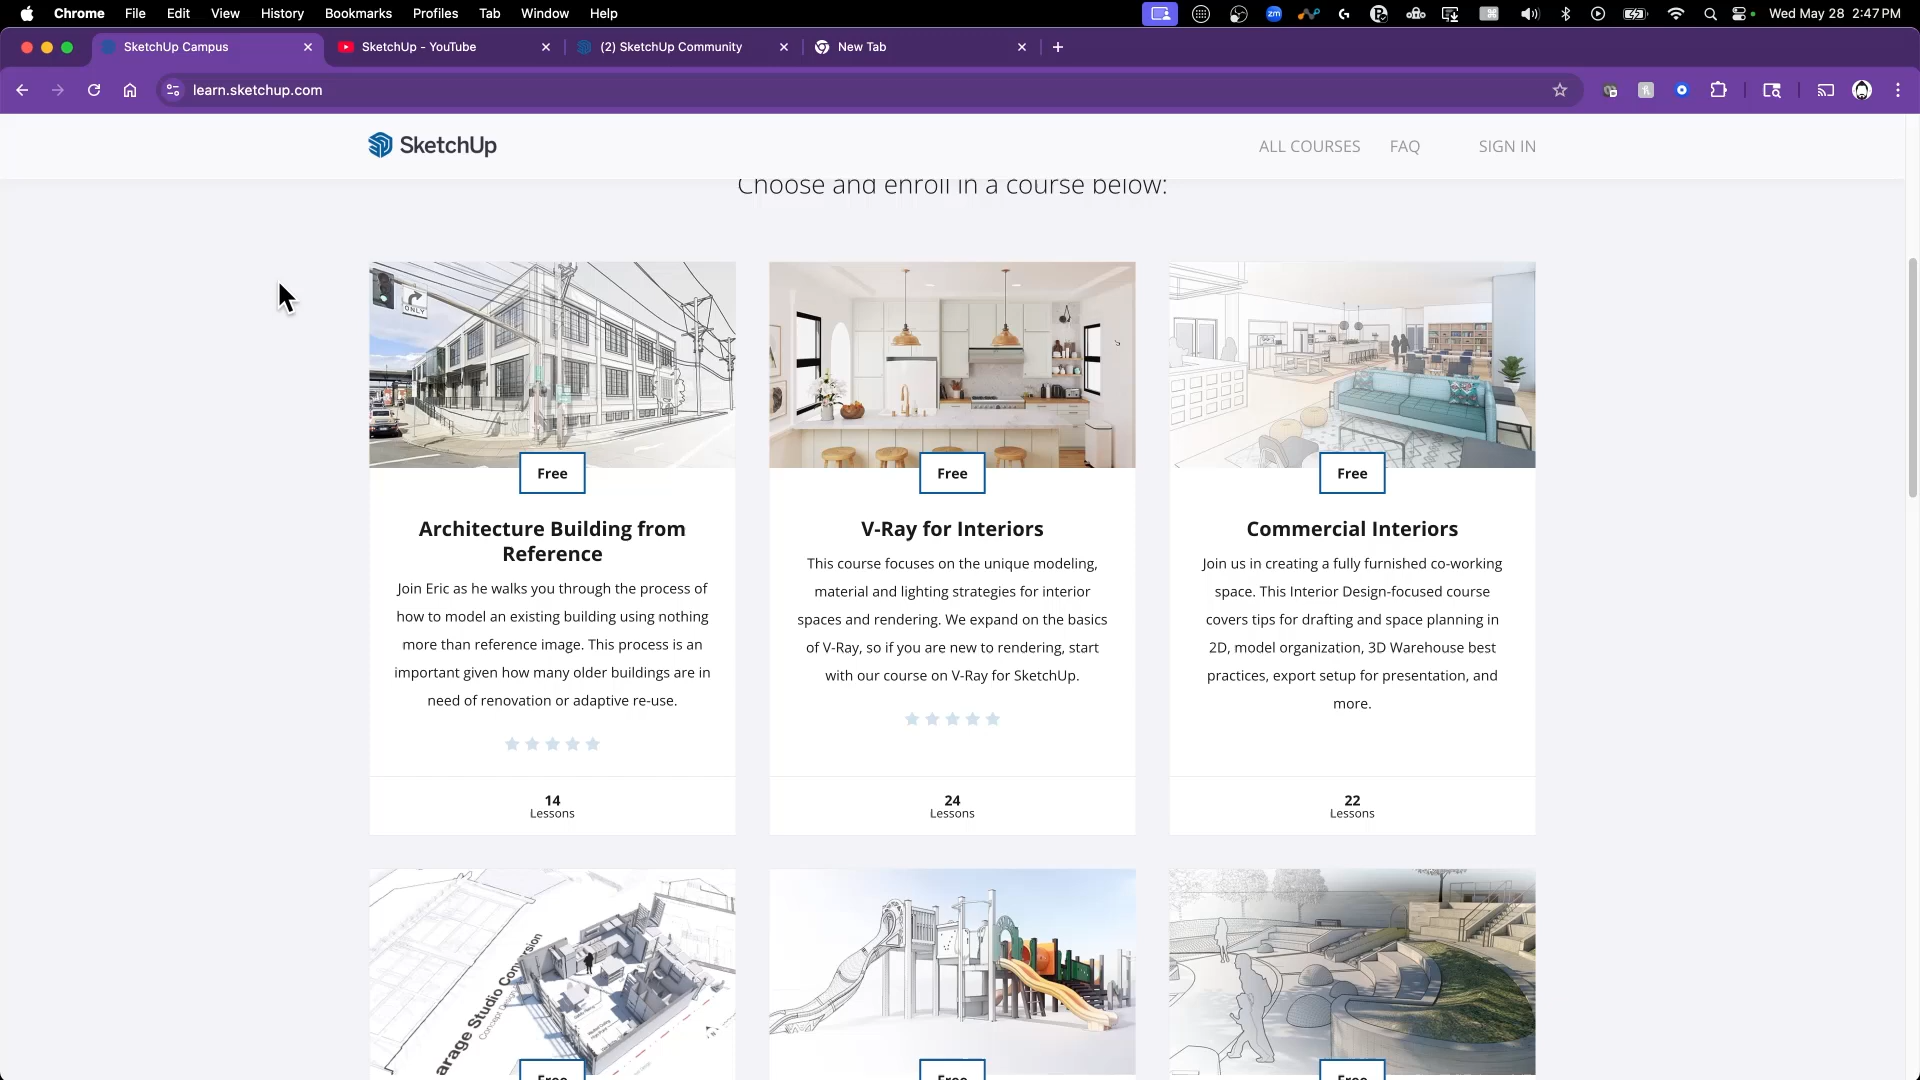 Chrome File Edit View History Bookmarks Profiles Tab Window Help
zm
Wed May 28 2:47 PM
SketchUp Campus
SketchUp - YouTube
(2) SketchUp Community
New Tab
learn.sketchup.com
SketchUp
ALL COURSES
FAQ
SIGN IN
Choose and enroll in a course below:
ONLY
Free
Architecture Building from
Reference
Join Eric as he walks you through the process of
how to model an existing building using nothing
more than reference image. This process is an
important given how many older buildings are in
need of renovation or adaptive re-use.
14
Lessons
Free
V-Ray for Interiors
This course focuses on the unique modeling,
material and lighting strategies for interior
spaces and rendering. We expand on the basics
of V-Ray, so if you are new to rendering, start
with our course on V-Ray for SketchUp.
24
Lessons
Free
Commercial Interiors
Join us in creating a fully furnished co-working
space. This Interior Design-focused course
covers tips for drafting and space planning in
2D, model organization, 3D Warehouse best
practices, export setup for presentation, and
more.
22
Lessons
arage Studio Conversion
Free
Free
Free